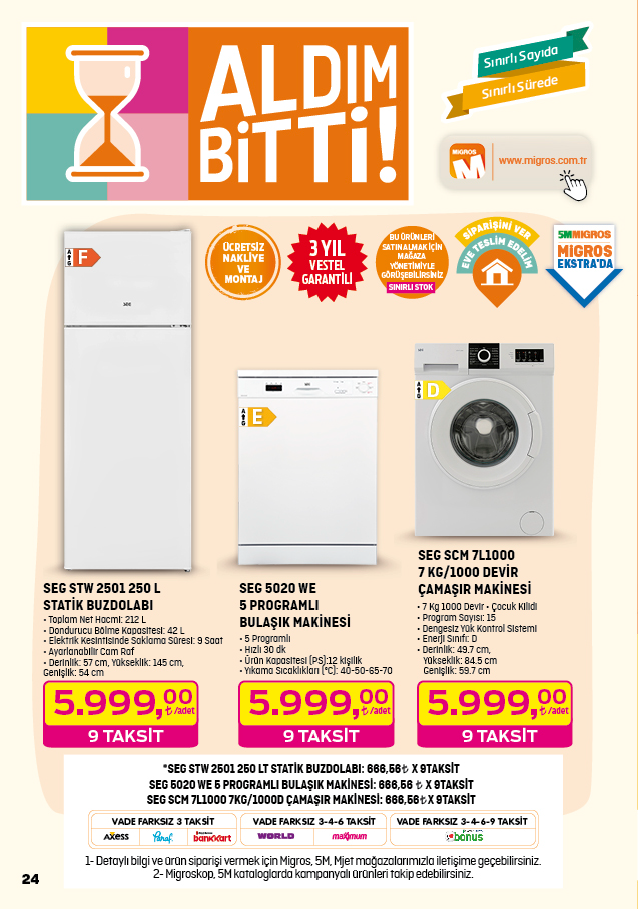 ALDIM
BiTTi!
Sınırlı Sayıda
Sınırlı Sürede
MİGROS
M
www.migros.com.tr
ÜCRETSİZ
NAKLİYE
VE
MONTAJ
3 YIL
VESTEL
GARANTİLİ
BU ÜRÜNLERİ
SATIN ALMAK İÇİN
MAĞAZA
YÖNETİMİYLE
GÖRÜŞEBİLİRSİNİZ
SINIRLI STOK
SİPARİŞİNİ VER
EVE TESLİM EDELİM
5MMİGROS
MİGROS
EKSTRA'DA
A
G
F
SEG
A
G
E
A
G
D
SEG STW 2501 250 L
STATİK BUZDOLABI
• Toplam Net Hacmi: 212 L
• Dondurucu Bölme Kapasitesi: 42 L
• Elektrik Kesintisinde Saklama Süresi: 9 Saat
• Ayarlanabilir Cam Raf
• Derinlik: 57 cm, Yükseklik: 145 cm,
Genişlik: 54 cm
5.999,00
₺/adet
9 TAKSİT
SEG 5020 WE
5 PROGRAMLI
BULAŞIK MAKİNESİ
• 5 Programlı
• Hızlı 30 dk
• Ürün Kapasitesi (PS):12 kişilik
• Yıkama Sıcaklıkları (°C): 40-50-65-70
5.999,00
₺/adet
9 TAKSİT
SEG SCM 7L1000
7 KG/1000 DEVİR
ÇAMAŞIR MAKİNESİ
• 7 Kg 1000 Devir • Çocuk Kilidi
• Program Sayısı: 15
• Dengesiz Yük Kontrol Sistemi
• Enerji Sınıfı: D
• Derinlik: 49.7 cm,
Yükseklik: 84.5 cm
Genişlik: 59.7 cm
5.999,00
₺/adet
9 TAKSİT
*SEG STW 2501 250 LT STATİK BUZDOLABI: 666,56₺ X 9TAKSİT
SEG 5020 WE 5 PROGRAMLI BULAŞIK MAKİNESİ: 666,56 ₺ X 9TAKSİT
SEG SCM 7L1000 7KG/1000D ÇAMAŞIR MAKİNESİ: 666,56₺X 9TAKSİT
VADE FARKSIZ 3 TAKSİT
axess Paraf bankkart
VADE FARKSIZ 3-4-6 TAKSİT
WORLD maximum
VADE FARKSIZ 3-4-6-9 TAKSİT
bonus
1- Detaylı bilgi ve ürün siparişi vermek için Migros, 5M, Mjet mağazalarımızla iletişime geçebilirsiniz.
2- Migroskop, 5M kataloglarda kampanyalı ürünleri takip edebilirsiniz.
24